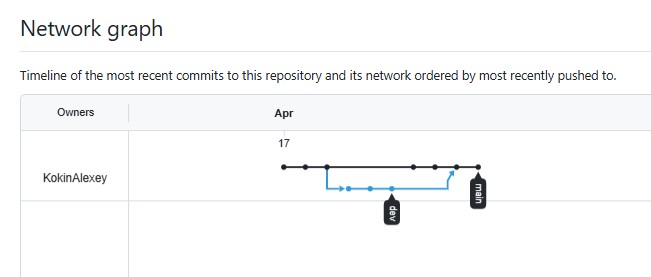 Network graph
Timeline of the most recent commits to this repository and its network ordered by most recently pushed to.
Owners
Apr
17
KokinAlexey
main
dev